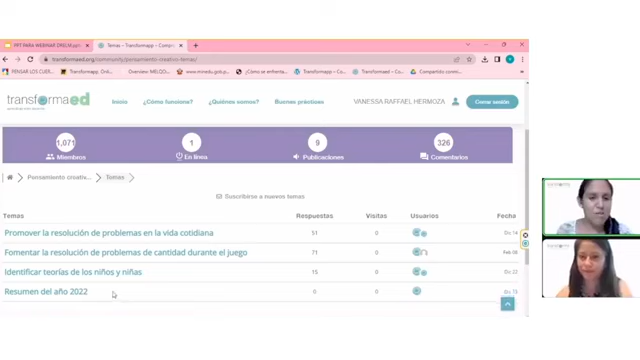 PPT PARA WEBINAR DRELM.ppt
Temas – Transformapp – Comp
transformaed.org/community/pensamiento-creativo-temas/
PENSAR LOS CUER
Transformapp, Onli
Overview: MELQO
www.minedu.gob.pe
¿Cómo se enfrenta
Transformapp – Co
Transformaed – Co
Compartido conmi
transformaed
Inicio
¿Cómo funciona?
¿Quiénes somos?
Buenas prácticas
VANESSA RAFFAEL HERMOZA
Cerrar sesión
1,071
Miembros
1
En línea
9
Publicaciones
326
Comentarios
Pensamiento creativ...
Temas
Suscribirse a nuevos temas
Temas Respuestas Visitas Usuarios Fecha
Promover la resolución de problemas en la vida cotidiana 51 0
Fomentar la resolución de problemas de cantidad durante el juego 71 0 Feb.
Identificar teorías de los niños y niñas 15 0
Resumen del año 2022 0 0